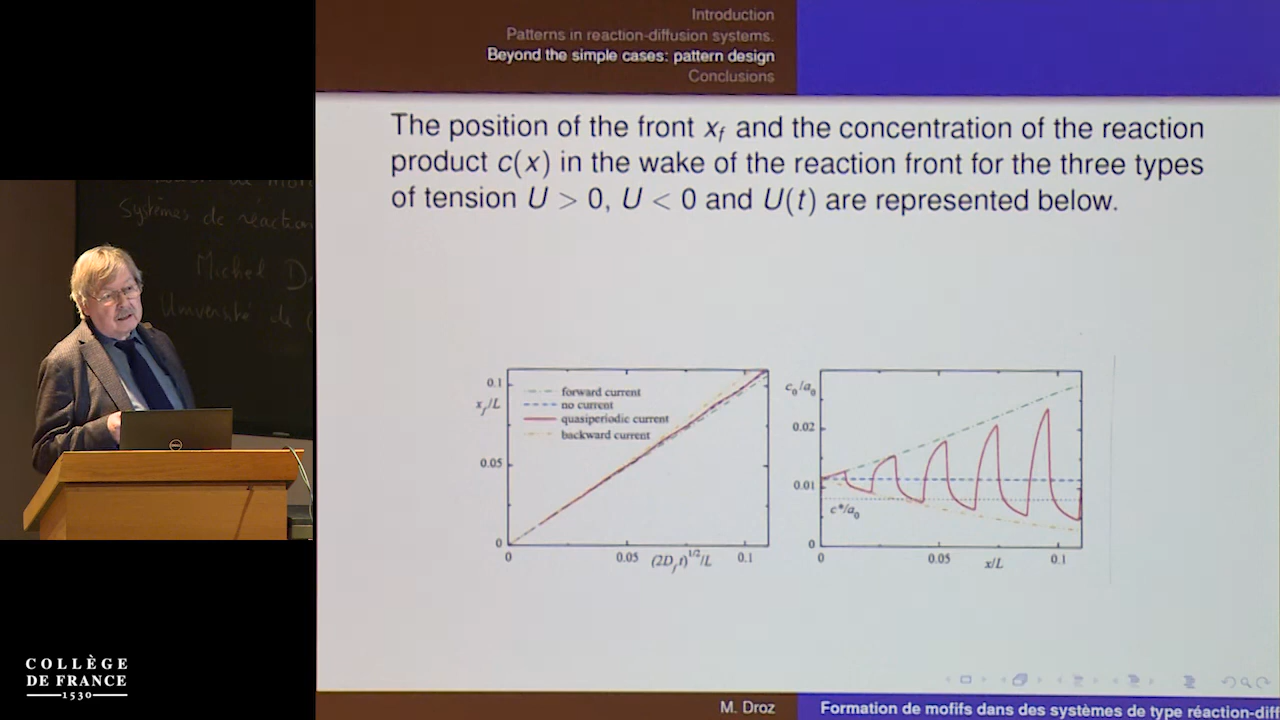 Introduction
Patterns in reaction-diffusion systems.
Beyond the simple cases: pattern design
Conclusions
The position of the front x_f and the concentration of the reaction
product c(x) in the wake of the reaction front for the three types
of tension U > 0, U < 0 and U(t) are represented below.
Systèmes de réaction
Michel D
Université de
0.1
x_f/L
0.05
0
forward current
no current
quasiperiodic current
backward current
0
0.05
(2D_f t)^1/2/L
0.1
c_0/a_0
0.02
0.01
c*/a_0
0
0
0.05
x/L
0.1
COLLÈGE
DE FRANCE
1530
M. Droz
Formation de mofifs dans des systèmes de type réaction-diff
DELL